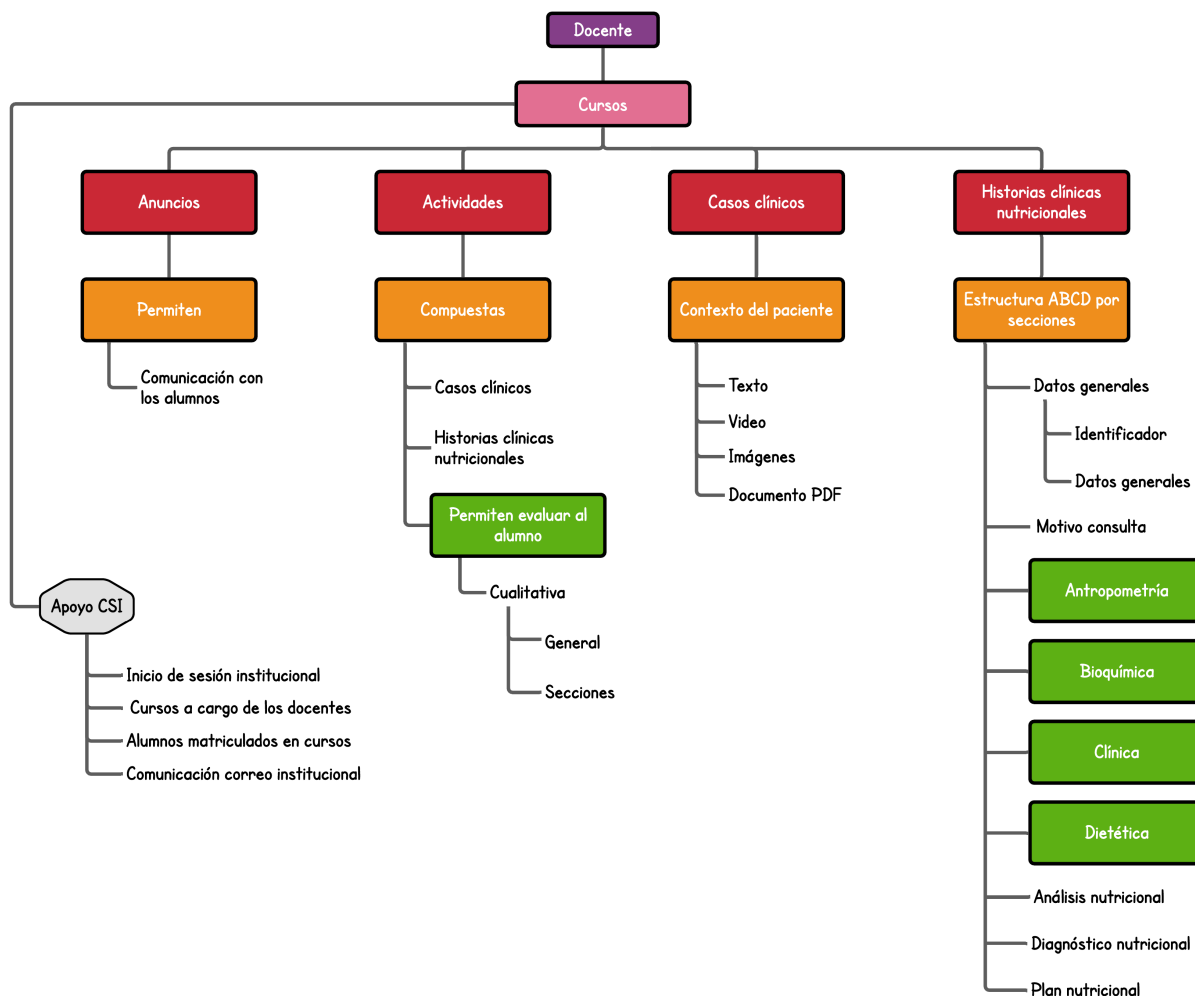 Docente
Cursos
Anuncios
Actividades
Casos clínicos
Historias clínicas
nutricionales
Permiten
Compuestas
Contexto del paciente
Estructura ABCD por
secciones
Comunicación con
los alumnos
Casos clínicos
Historias clínicas
nutricionales
Permiten evaluar al
alumno
Cualitativa
General
Secciones
Texto
Video
Imágenes
Documento PDF
Datos generales
Identificador
Datos generales
Motivo consulta
Antropometría
Bioquímica
Clínica
Dietética
Análisis nutricional
Diagnóstico nutricional
Plan nutricional
Apoyo CSI
Inicio de sesión institucional
Cursos a cargo de los docentes
Alumnos matriculados en cursos
Comunicación correo institucional